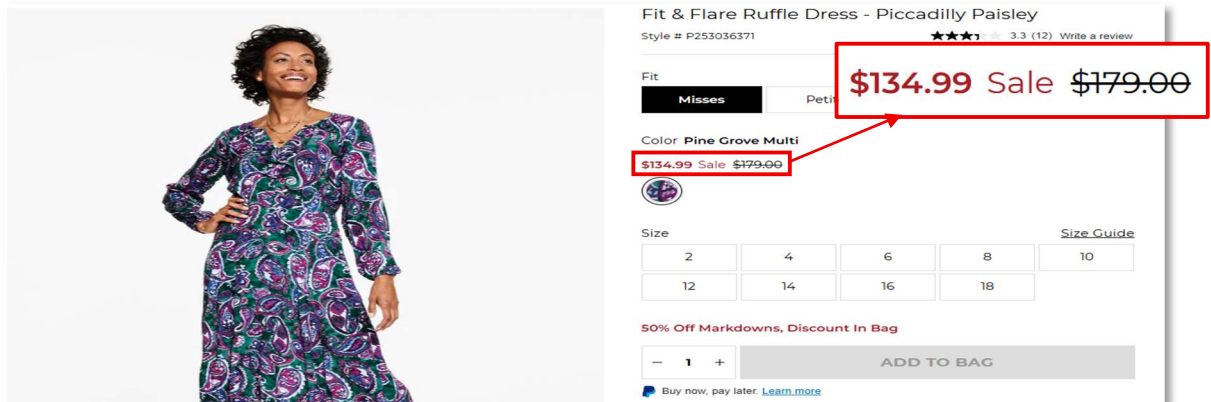 Fit & Flare Ruffle Dress - Piccadilly Paisley
Style # P253036371
3.3 (12) Write a review
$134.99 Sale $179.00
Fit
Misses
Petit
Color Pine Grove Multi
$134.99 Sale $179.00
Size
Size Guide
2 4 6 8 10
12 14 16 18
50% Off Markdowns, Discount In Bag
− 1 + ADD TO BAG
Buy now, pay later. Learn more